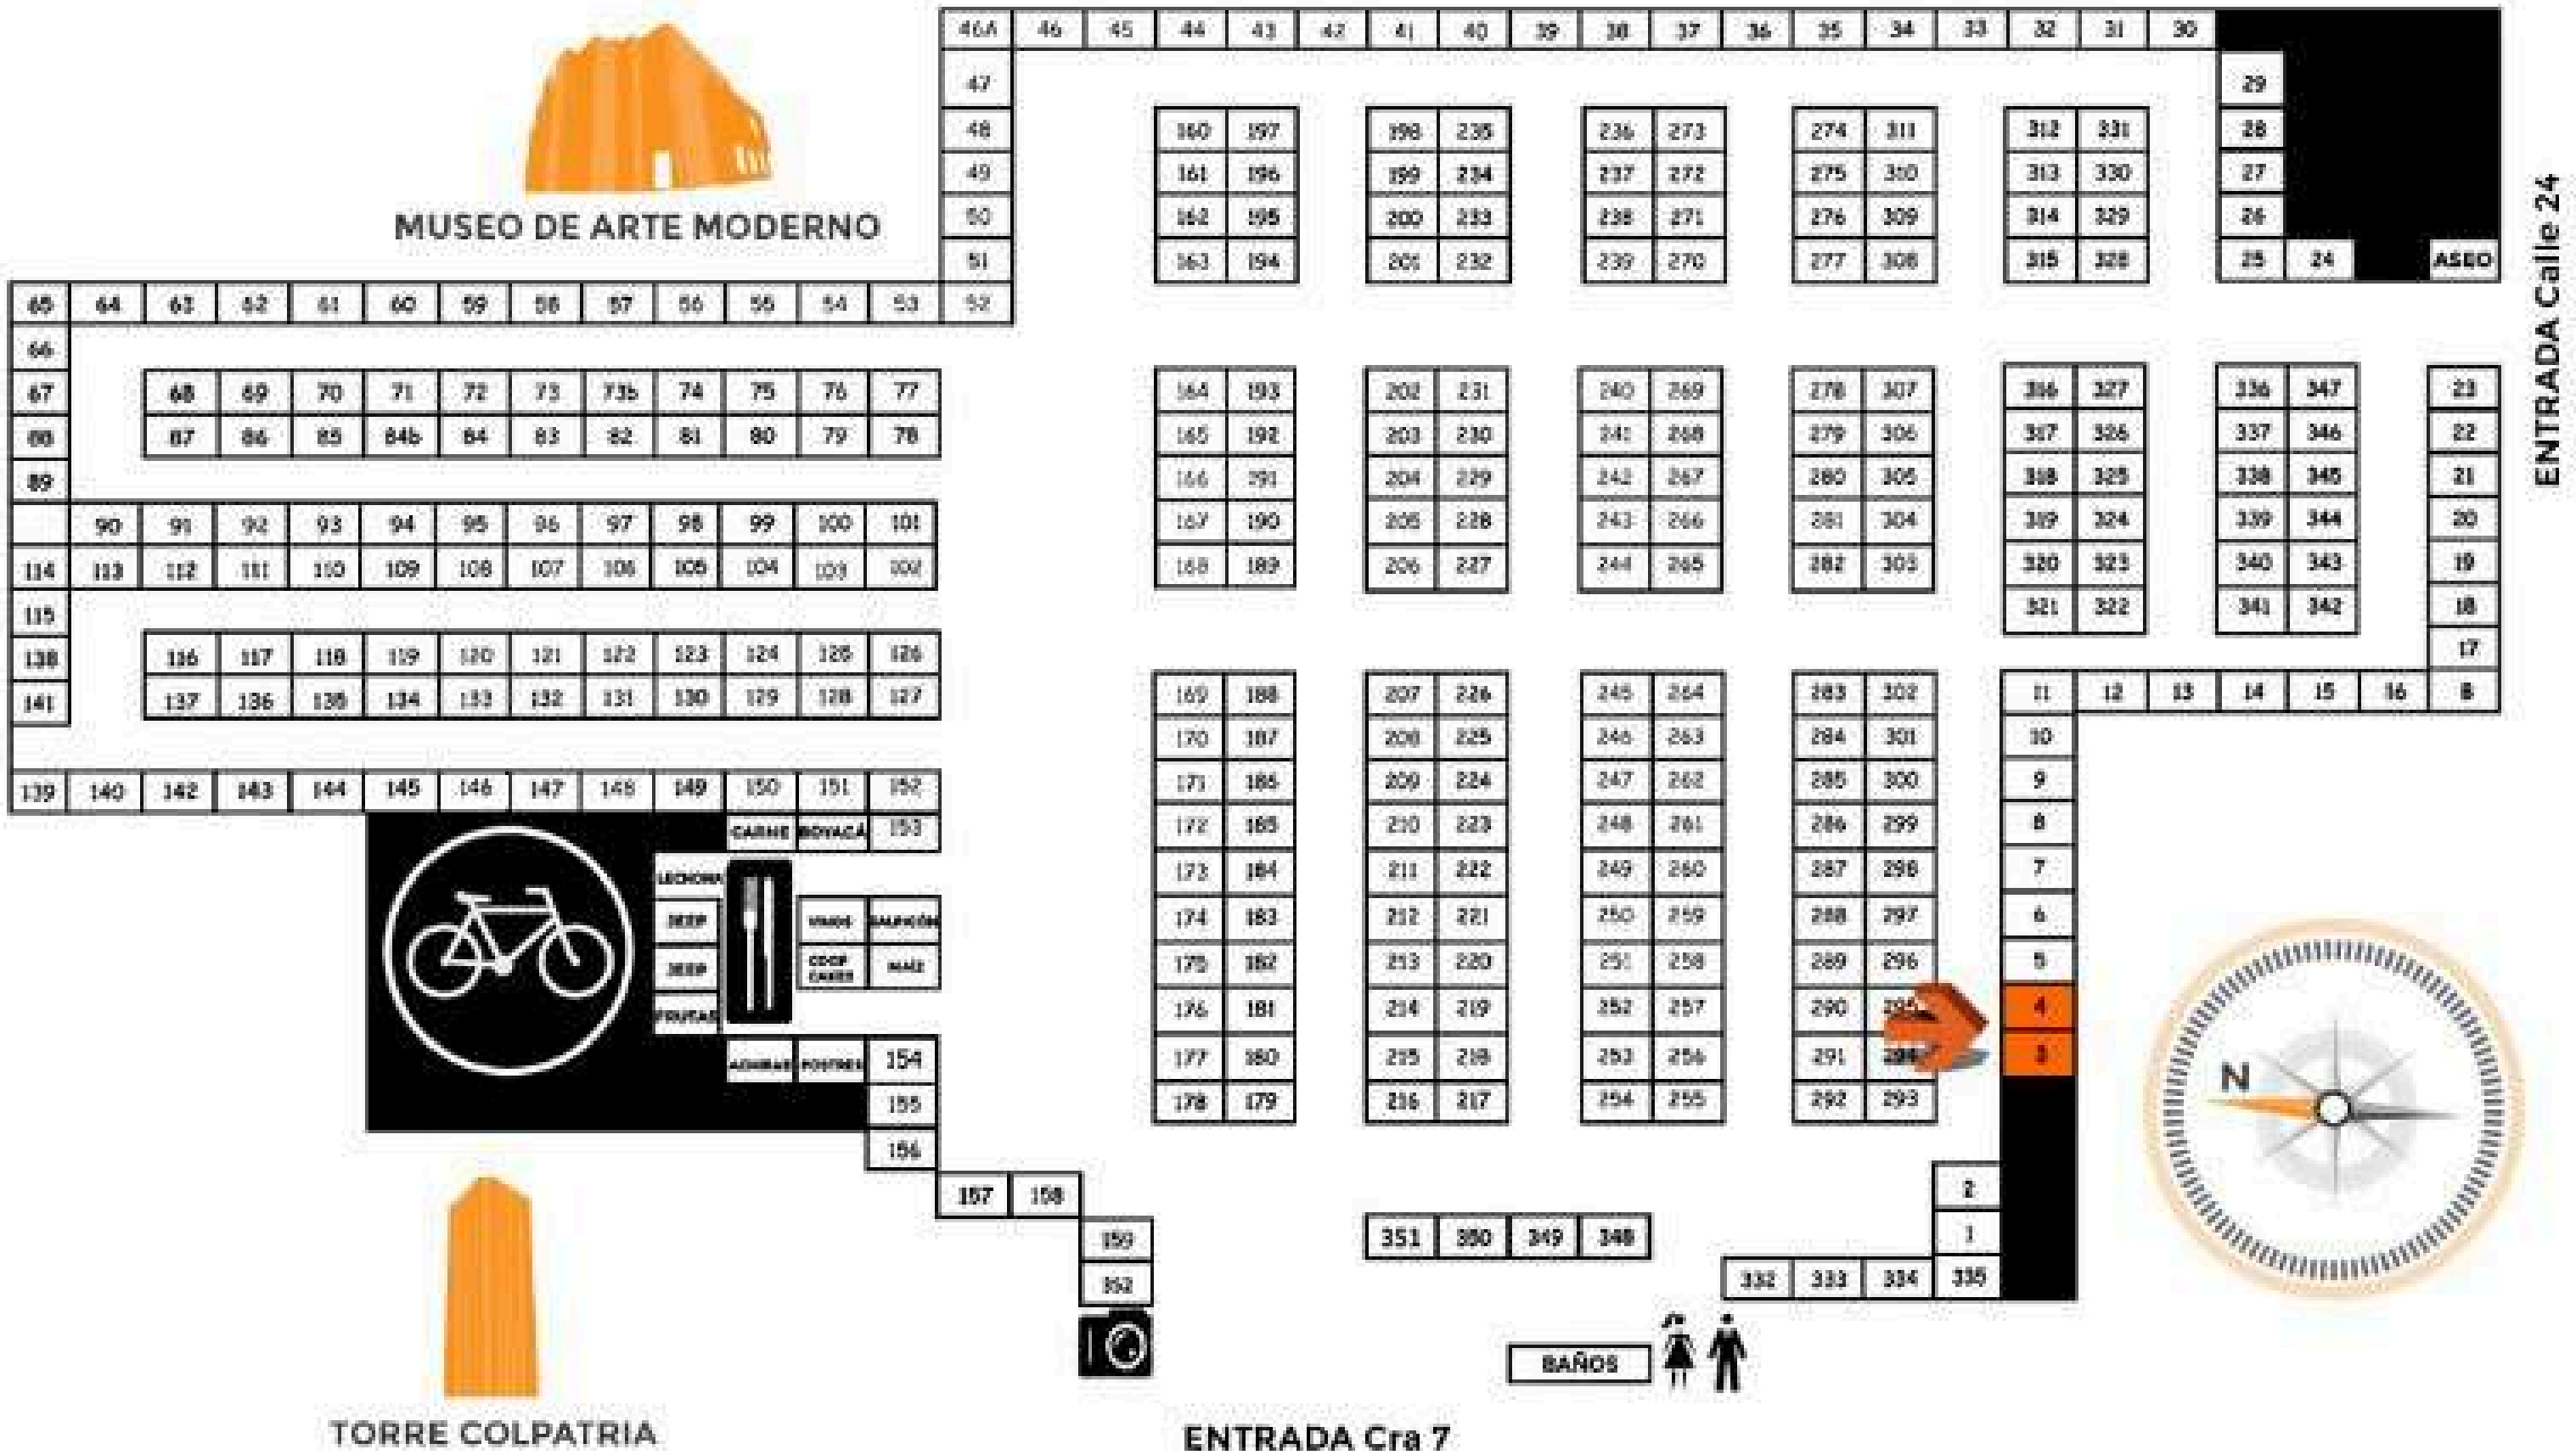 46A 46 45 44 43 42 41 40 39 38 37 36 35 34 33 32 31 30
47 29
48 160 197 198 235 236 273 274 311 312 331 28
49 161 196 199 234 237 272 275 310 313 330 27
50 162 195 200 233 238 271 276 309 314 329 26
MUSEO DE ARTE MODERNO
51 163 194 201 232 239 270 277 308 315 328 25 24 ASEO
ENTRADA Calle 24
65 64 63 62 61 60 59 58 57 56 55 54 53 52
66
67 68 69 70 71 72 73 73b 74 75 76 77 164 193 202 231 240 269 278 307 316 327 336 347 23
88 87 86 85 84b 84 83 82 81 80 79 78 165 192 203 230 241 268 279 306 317 326 337 346 22
89 166 191 204 229 242 267 280 305 318 325 338 345 21
90 91 92 93 94 95 96 97 98 99 100 101 167 190 205 228 243 266 281 304 319 324 339 344 20
114 113 112 111 110 109 108 107 106 105 104 103 102 168 189 206 227 244 265 282 303 320 323 340 343 19
115 321 322 341 342 18
138 116 117 118 119 120 121 122 123 124 125 126 17
141 137 136 135 134 133 132 131 130 129 128 127 169 188 207 226 245 264 283 302 11 12 13 14 15 16 B
170 187 208 225 246 263 284 301 10
139 140 142 143 144 145 146 147 148 149 150 151 152 171 186 209 224 247 262 285 300 9
CARNE BOYACÁ 153 172 185 210 223 248 261 286 299 8
LECHONA 173 184 211 222 249 260 287 298 7
JEEP VINOS SALPICÓN 174 183 212 221 250 259 288 297 6
JEEP COOP CAKES MAÍZ 175 182 213 220 251 258 289 296 5
FRUTAS 176 181 214 219 252 257 290 295 4
ACHIRAS POSTRES 154 177 180 215 218 253 256 291 294 3
155 178 179 216 217 254 255 292 293
156
N
157 158 2
159 351 350 349 348 1
352 332 333 334 335
BAÑOS
TORRE COLPATRIA
ENTRADA Cra 7